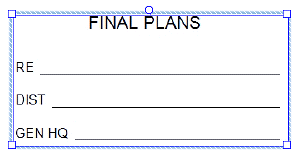 FINAL PLANS
RE
DIST
GEN HQ